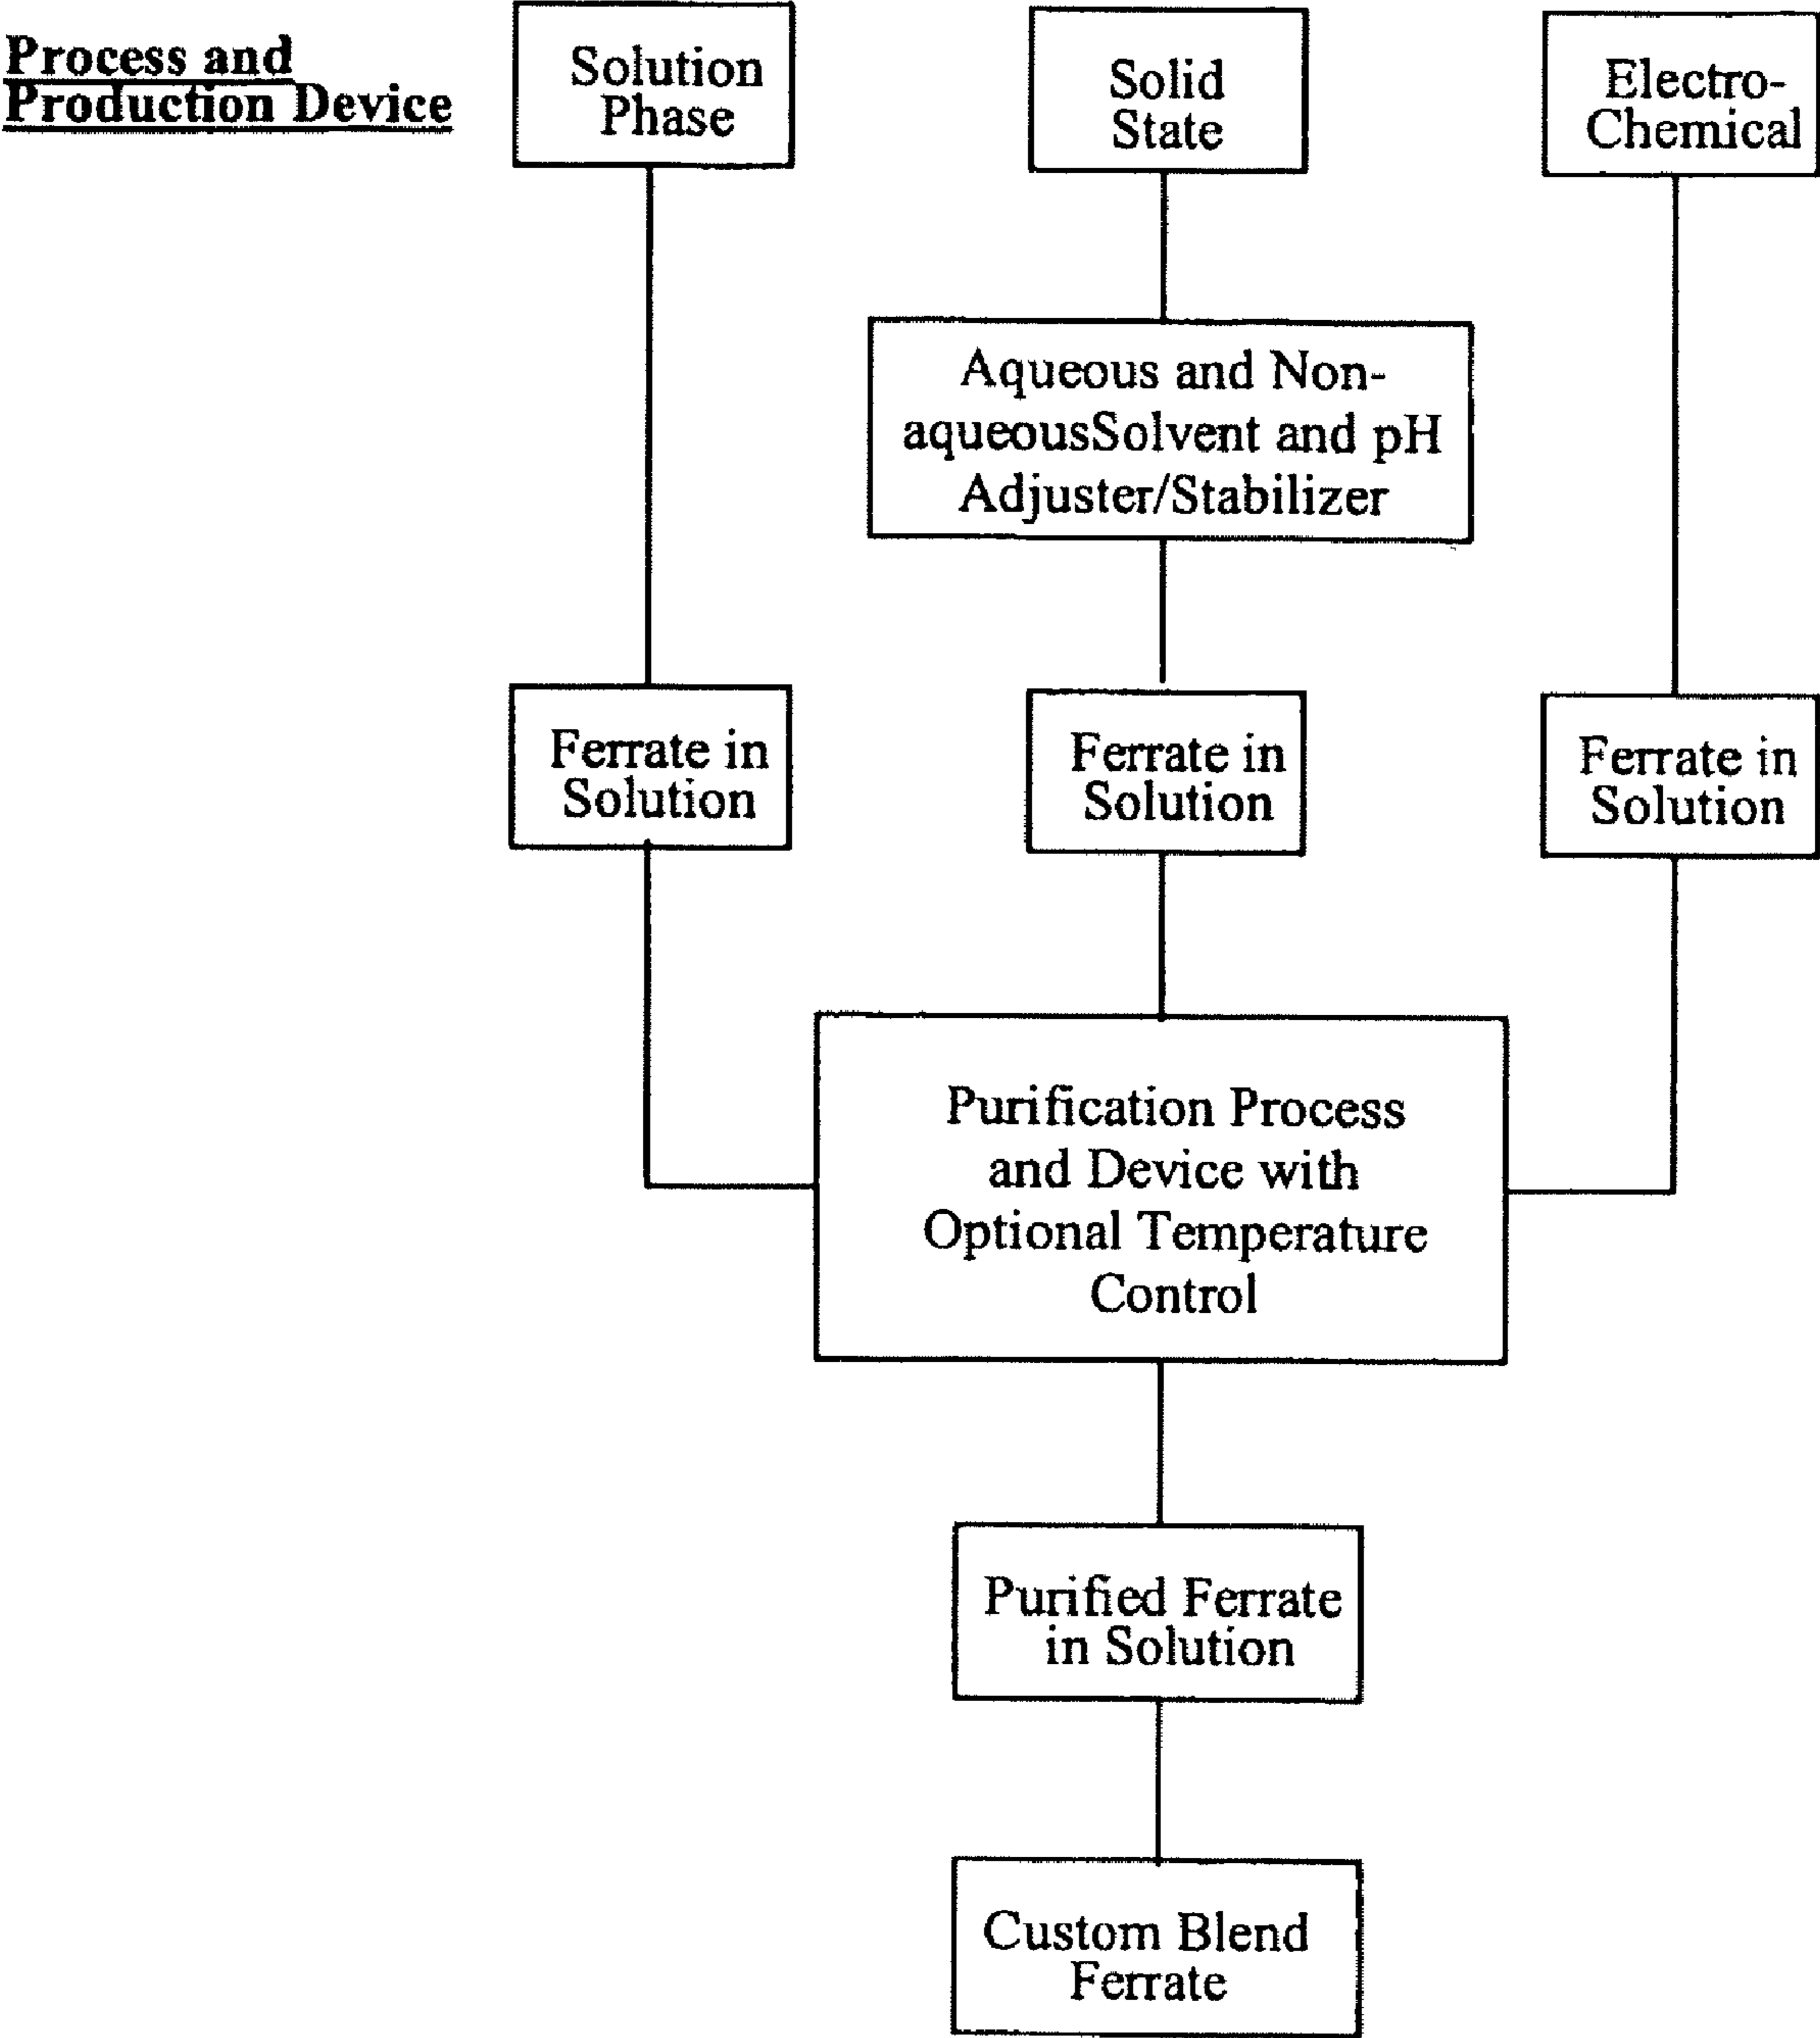 Process and
Production Device
Solution
Phase
Solid
State
Electro-
Chemical
Aqueous and Non-
aqueousSolvent and pH
Adjuster/Stabilizer
Ferrate in
Solution
Ferrate in
Solution
Ferrate in
Solution
Purification Process
and Device with
Optional Temperature
Control
Purified Ferrate
in Solution
Custom Blend
Ferrate